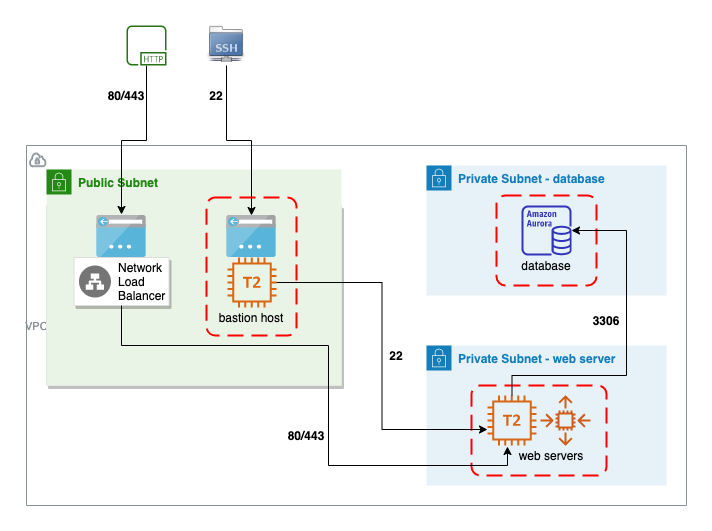 HTTP
SSH
80/443
22
Public Subnet
Private Subnet - database
Amazon
Aurora
database
Network
Load
Balancer
T2
bastion host
VPC
3306
22
Private Subnet - web server
T2
80/443
web servers